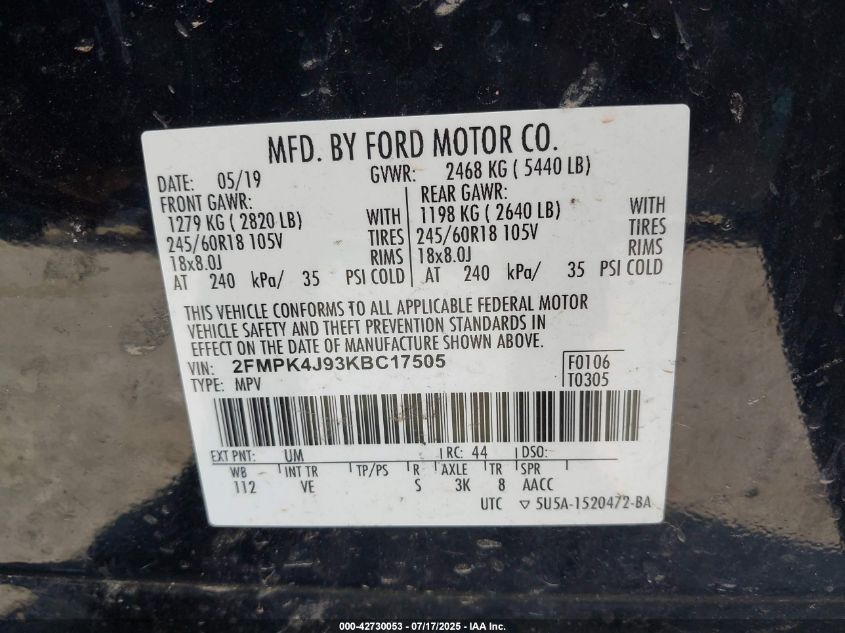 MFD. BY FORD MOTOR CO.
DATE: 05/19 GVWR: 2468 KG ( 5440 LB)
FRONT GAWR: REAR GAWR:
1279 KG ( 2820 LB) WITH 1198 KG ( 2640 LB) WITH
245/60R18 105V TIRES 245/60R18 105V TIRES
18x8.0J RIMS 18x8.0J RIMS
AT 240 kPa/ 35 PSI COLD AT 240 kPa/ 35 PSI COLD
THIS VEHICLE CONFORMS TO ALL APPLICABLE FEDERAL MOTOR
VEHICLE SAFETY AND THEFT PREVENTION STANDARDS IN
EFFECT ON THE DATE OF MANUFACTURE SHOWN ABOVE.
VIN: 2FMPK4J93KBC17505 F0106
TYPE: MPV T0305
EXT PNT: UM RC: 44 DSO:
WB INT TR TP/PS R AXLE TR SPR
112 VE S 3K 8 AACC
UTC ▽ 5U5A-1520472-BA
000-42730053 - 07/17/2025 - IAA Inc.